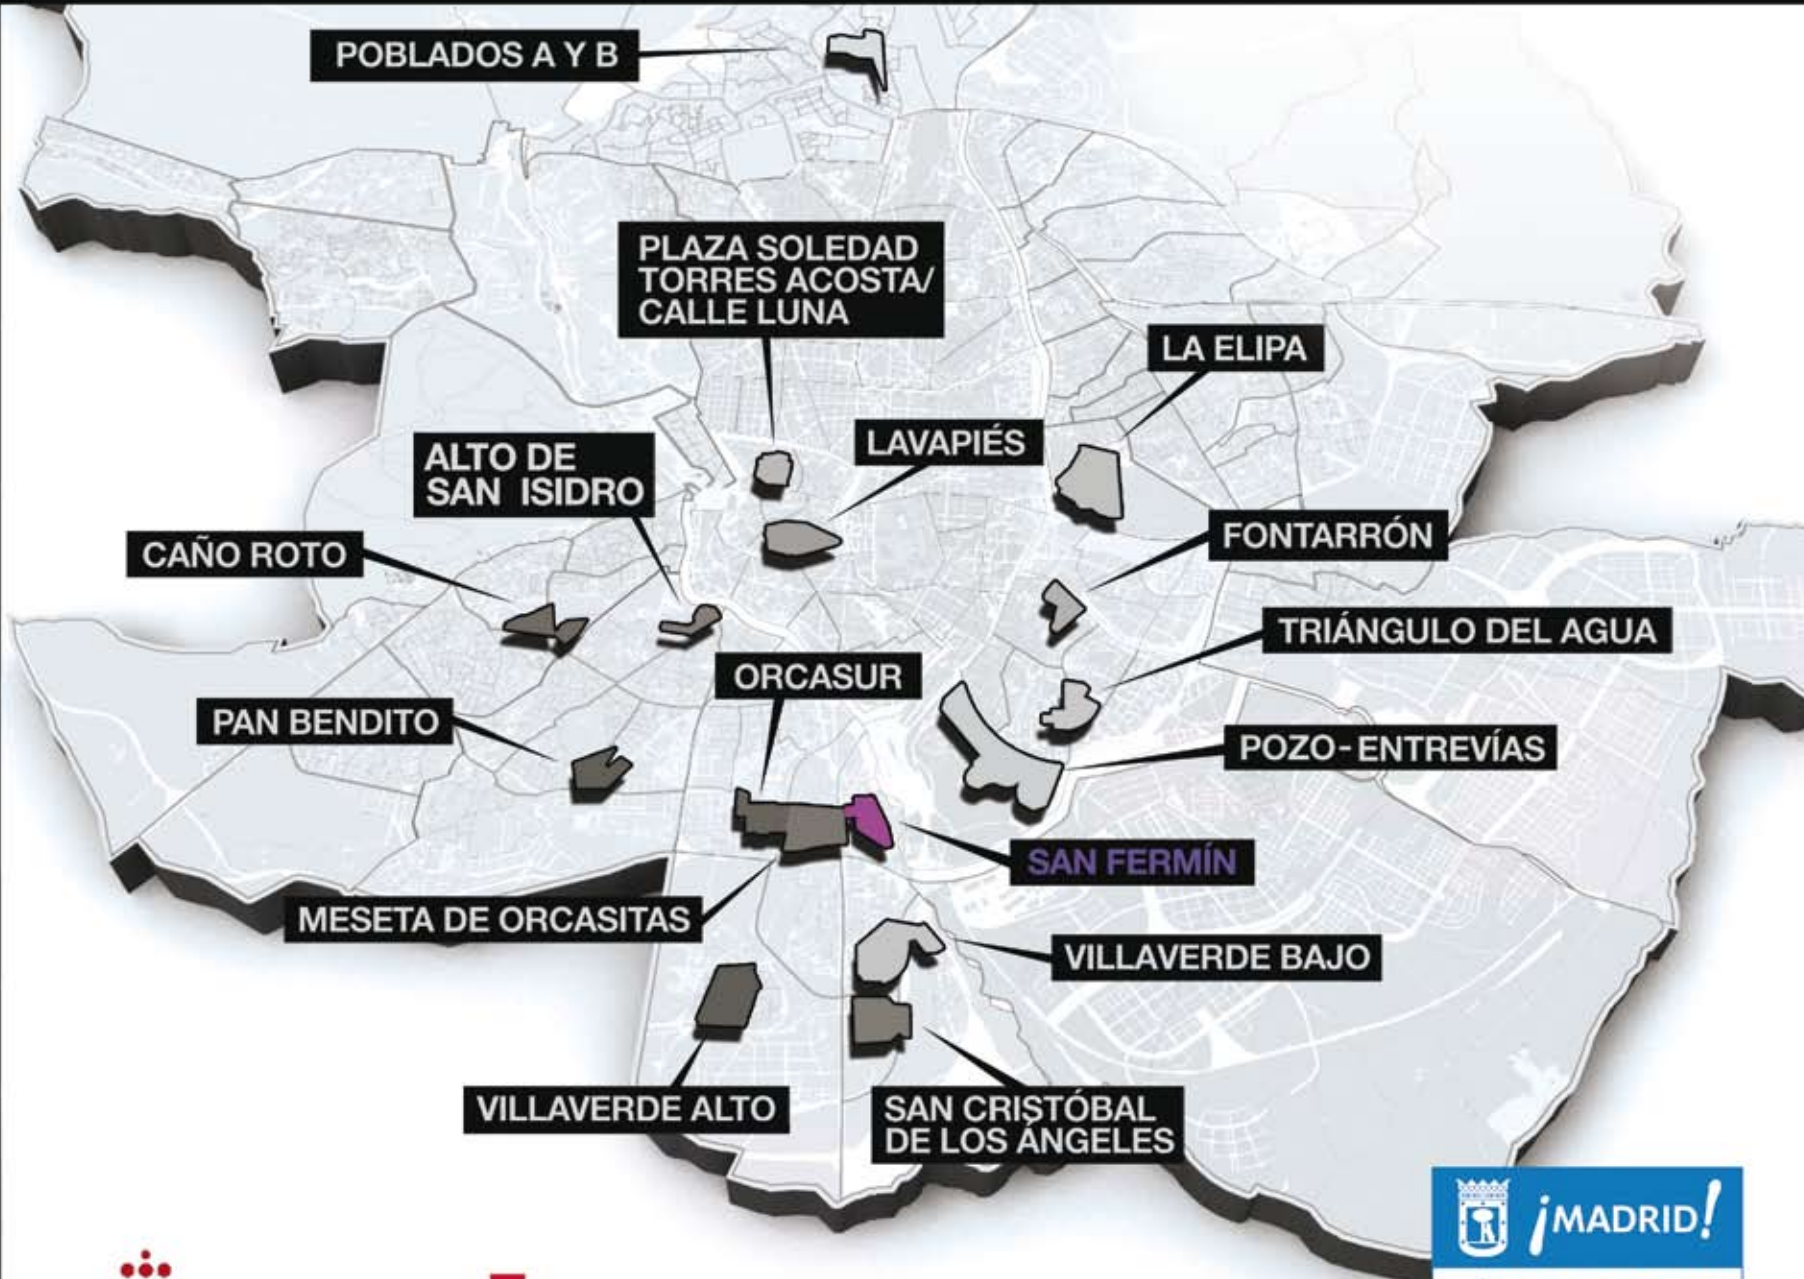 POBLADOS A Y B
PLAZA SOLEDAD
TORRES ACOSTA/
CALLE LUNA
LA ELIPA
LAVAPIÉS
ALTO DE
SAN ISIDRO
FONTARRÓN
CAÑO ROTO
TRIÁNGULO DEL AGUA
ORCASUR
PAN BENDITO
POZO-ENTREVÍAS
SAN FERMÍN
MESETA DE ORCASITAS
VILLAVERDE BAJO
VILLAVERDE ALTO
SAN CRISTÓBAL
DE LOS ÁNGELES
¡MADRID!